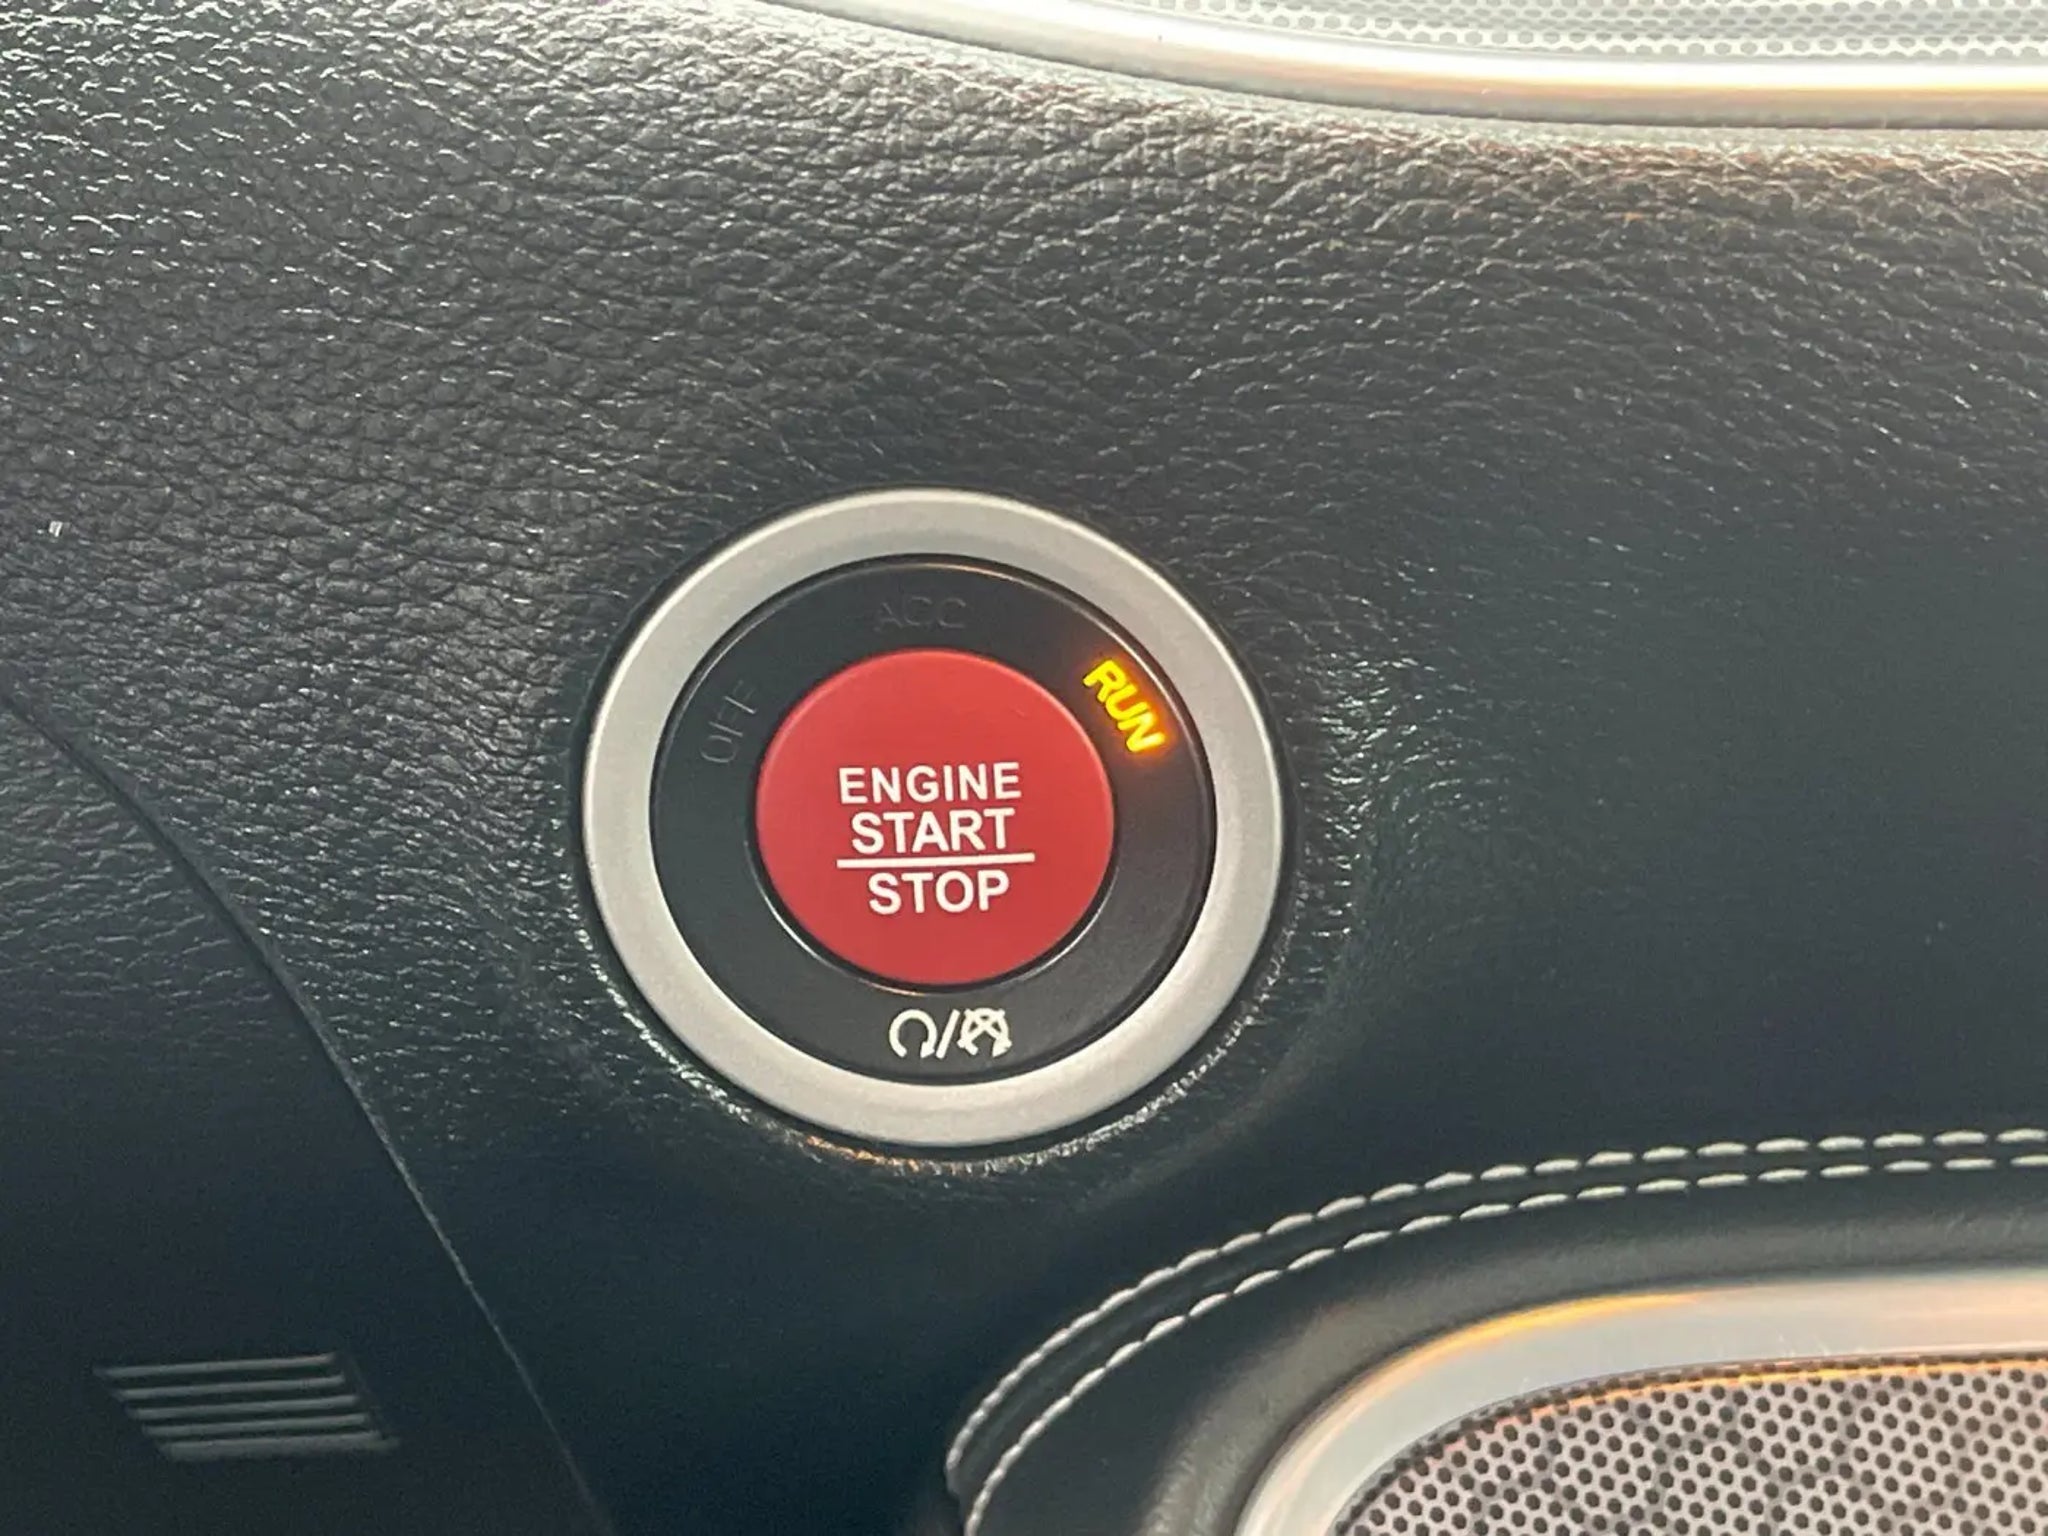 ACC
OFF
RUN
ENGINE
START
STOP